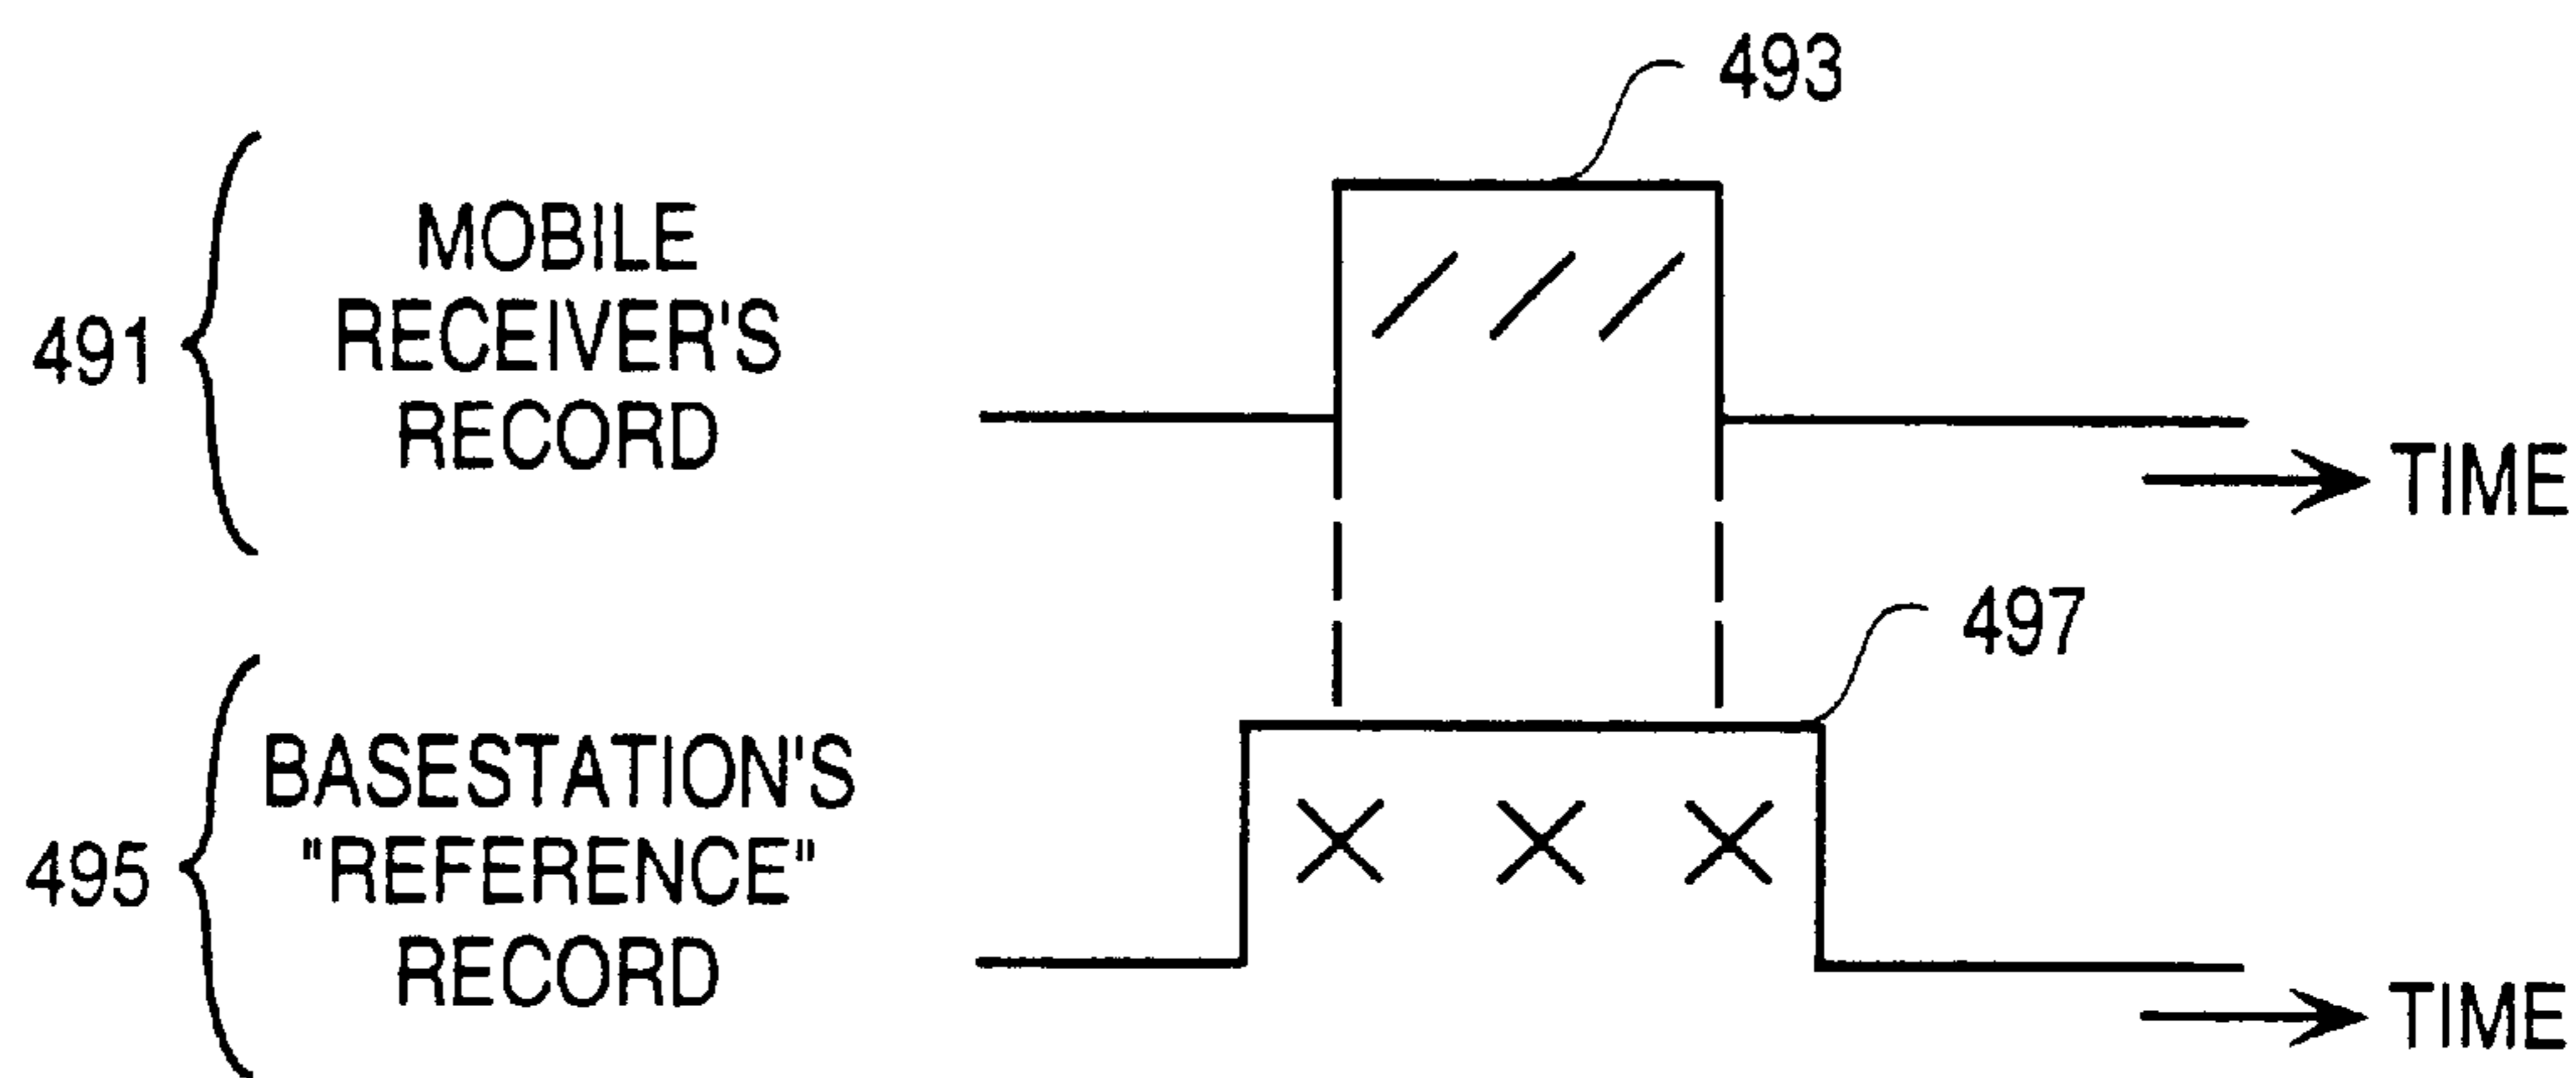 493
491
MOBILE
RECEIVER'S
RECORD
TIME
497
495
BASESTATION'S
"REFERENCE"
RECORD
TIME